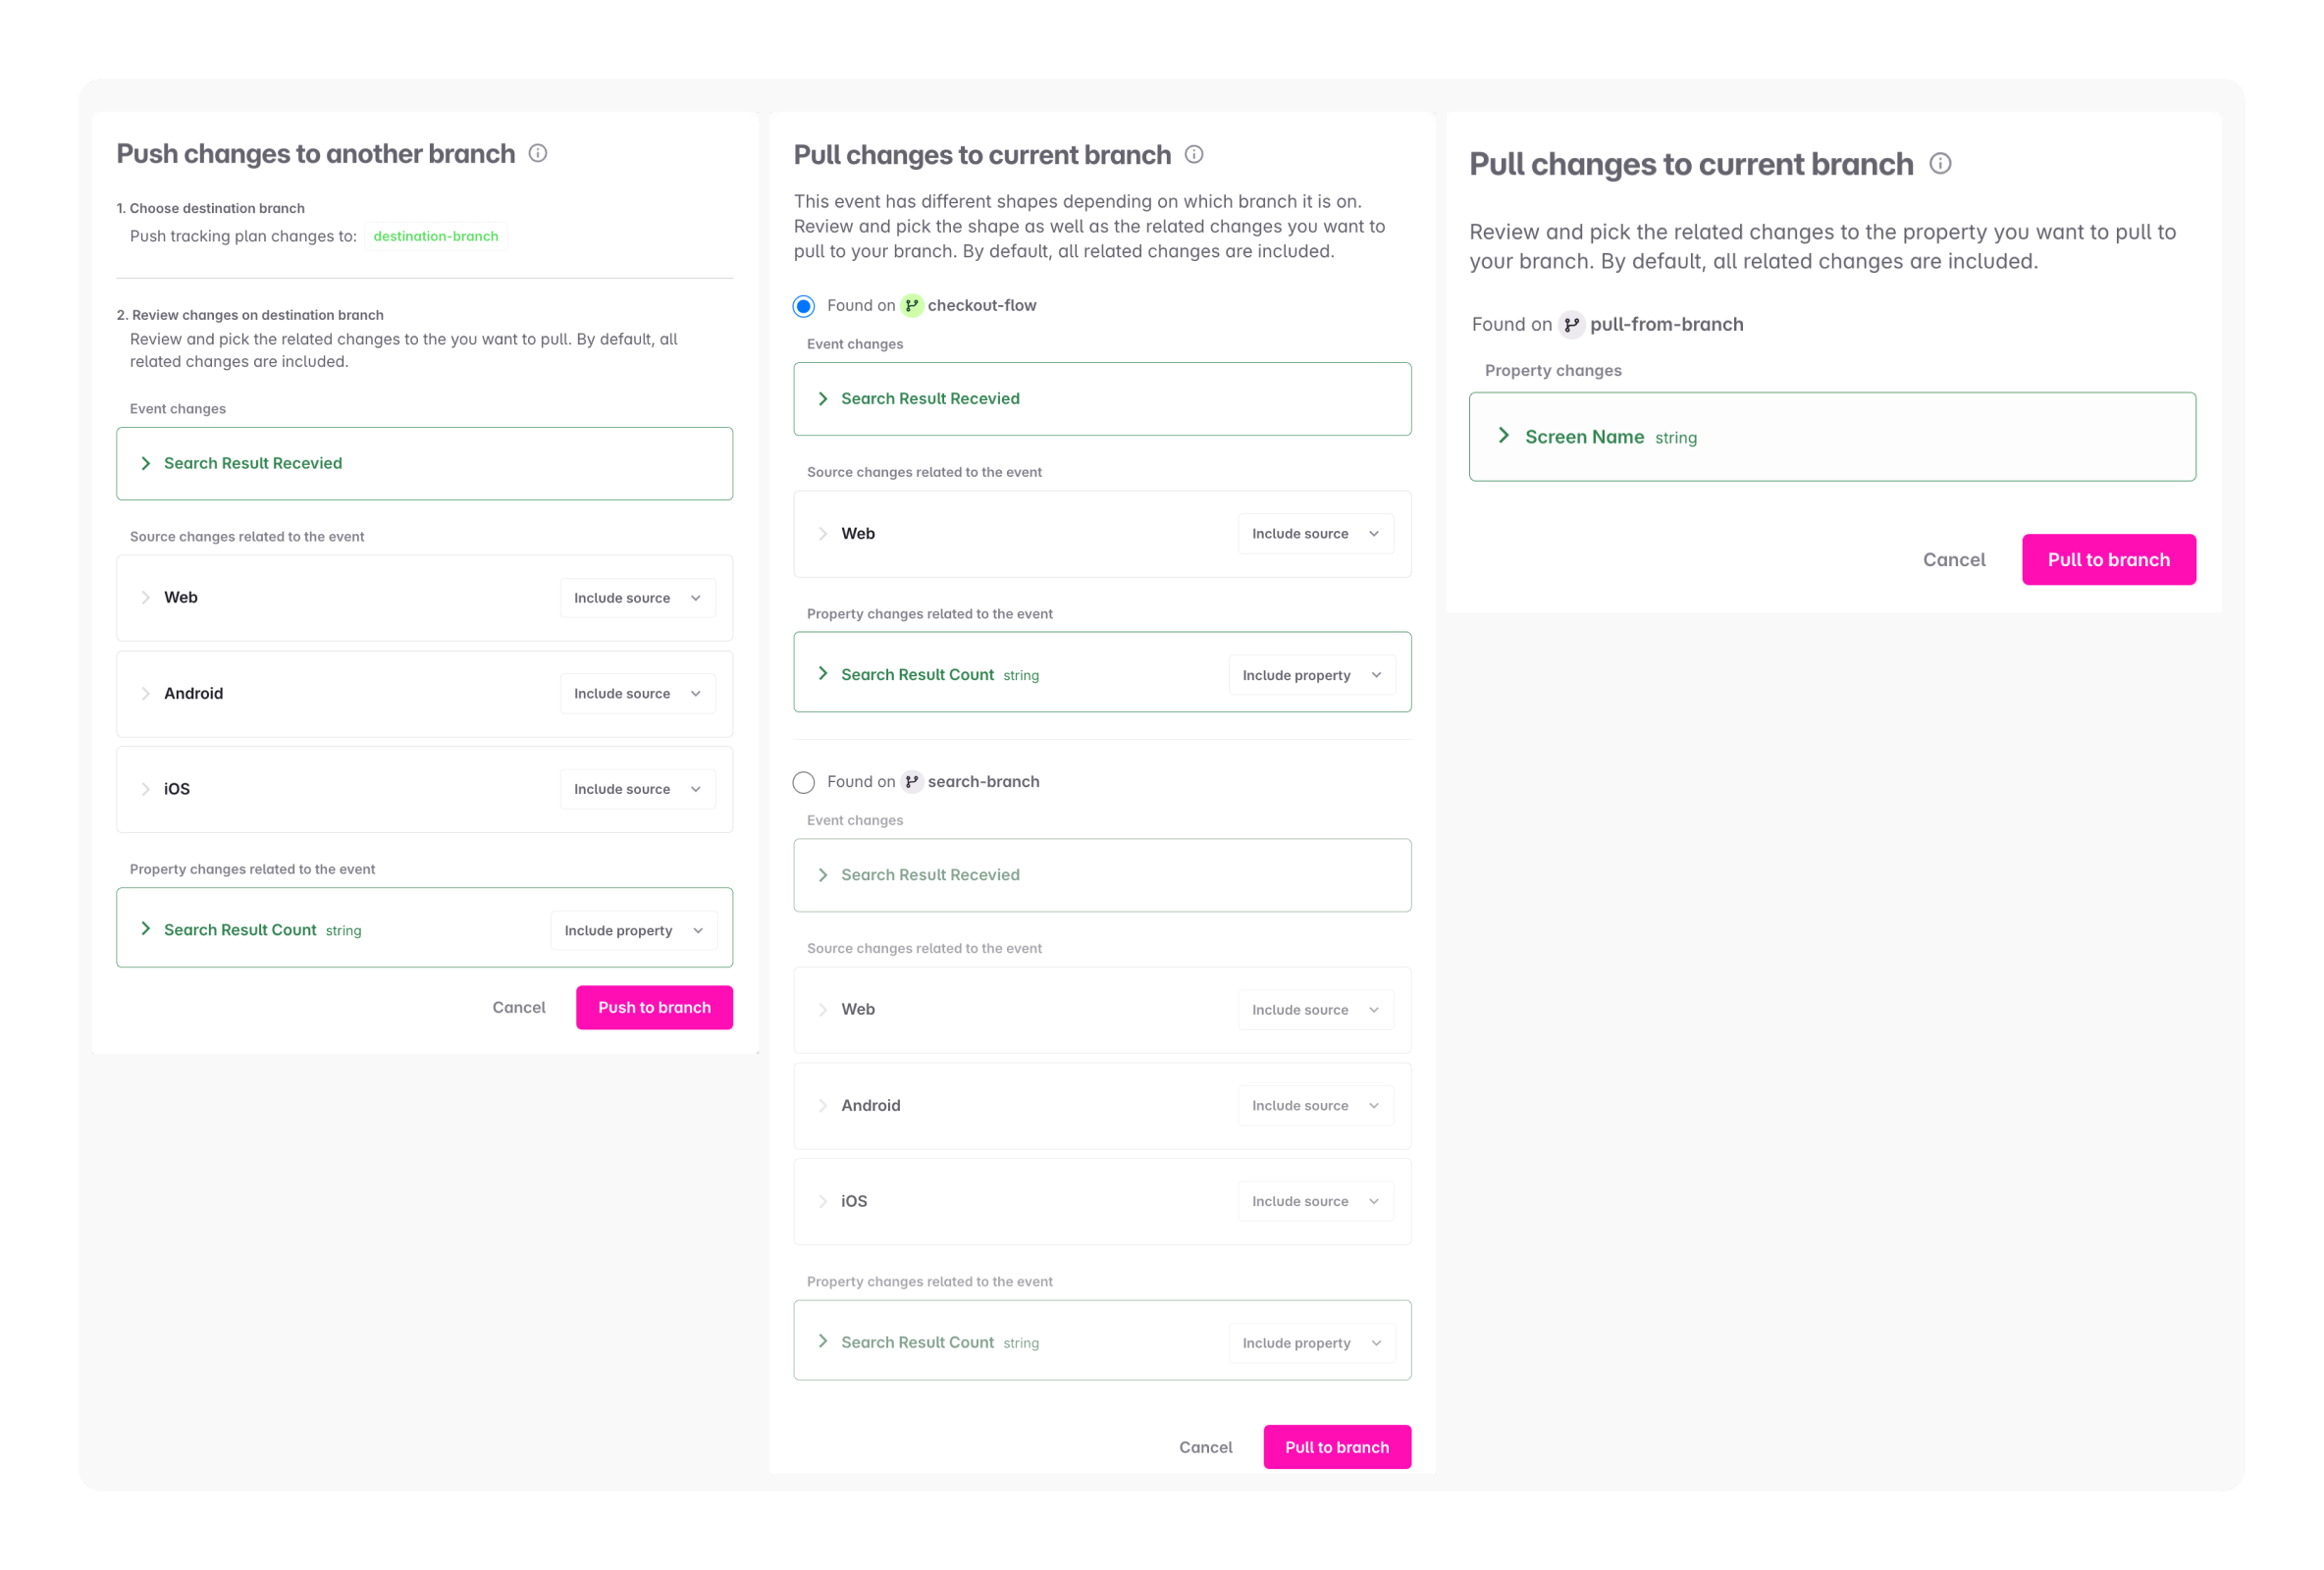 Push changes to another branch
1. Choose destination branch
Push tracking plan changes to: destination-branch
2. Review changes on destination branch
Review and pick the related changes to the you want to pull. By default, all
related changes are included.
Event changes
Search Result Recevied
Source changes related to the event
Web Include source
Android Include source
iOS Include source
Property changes related to the event
Search Result Count string Include property
Cancel Push to branch
Pull changes to current branch
This event has different shapes depending on which branch it is on.
Review and pick the shape as well as the related changes you want to
pull to your branch. By default, all related changes are included.
Found on checkout-flow
Event changes
Search Result Recevied
Source changes related to the event
Web Include source
Property changes related to the event
Search Result Count string Include property
Found on search-branch
Event changes
Search Result Recevied
Source changes related to the event
Web Include source
Android Include source
iOS Include source
Property changes related to the event
Search Result Count string Include property
Cancel Pull to branch
Pull changes to current branch
Review and pick the related changes to the property you want to pull to
your branch. By default, all related changes are included.
Found on pull-from-branch
Property changes
Screen Name string
Cancel Pull to branch